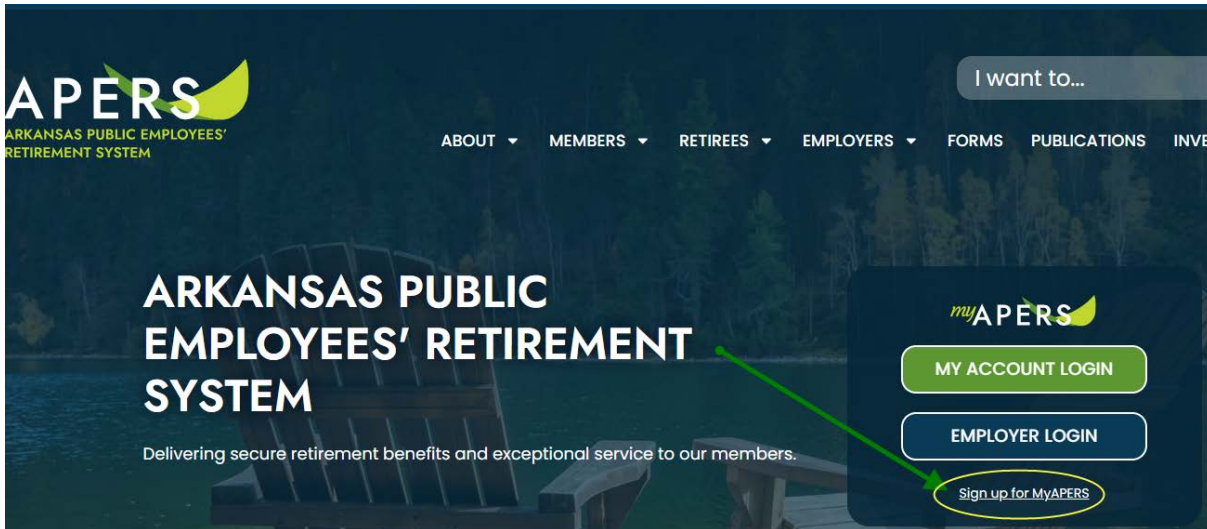 I want to...
APERS
ARKANSAS PUBLIC EMPLOYEES'
RETIREMENT SYSTEM
ABOUT MEMBERS RETIREES EMPLOYERS FORMS PUBLICATIONS INVE
ARKANSAS PUBLIC
EMPLOYEES' RETIREMENT
SYSTEM
Delivering secure retirement benefits and exceptional service to our members.
myAPERS
MY ACCOUNT LOGIN
EMPLOYER LOGIN
Sign up for MyAPERS